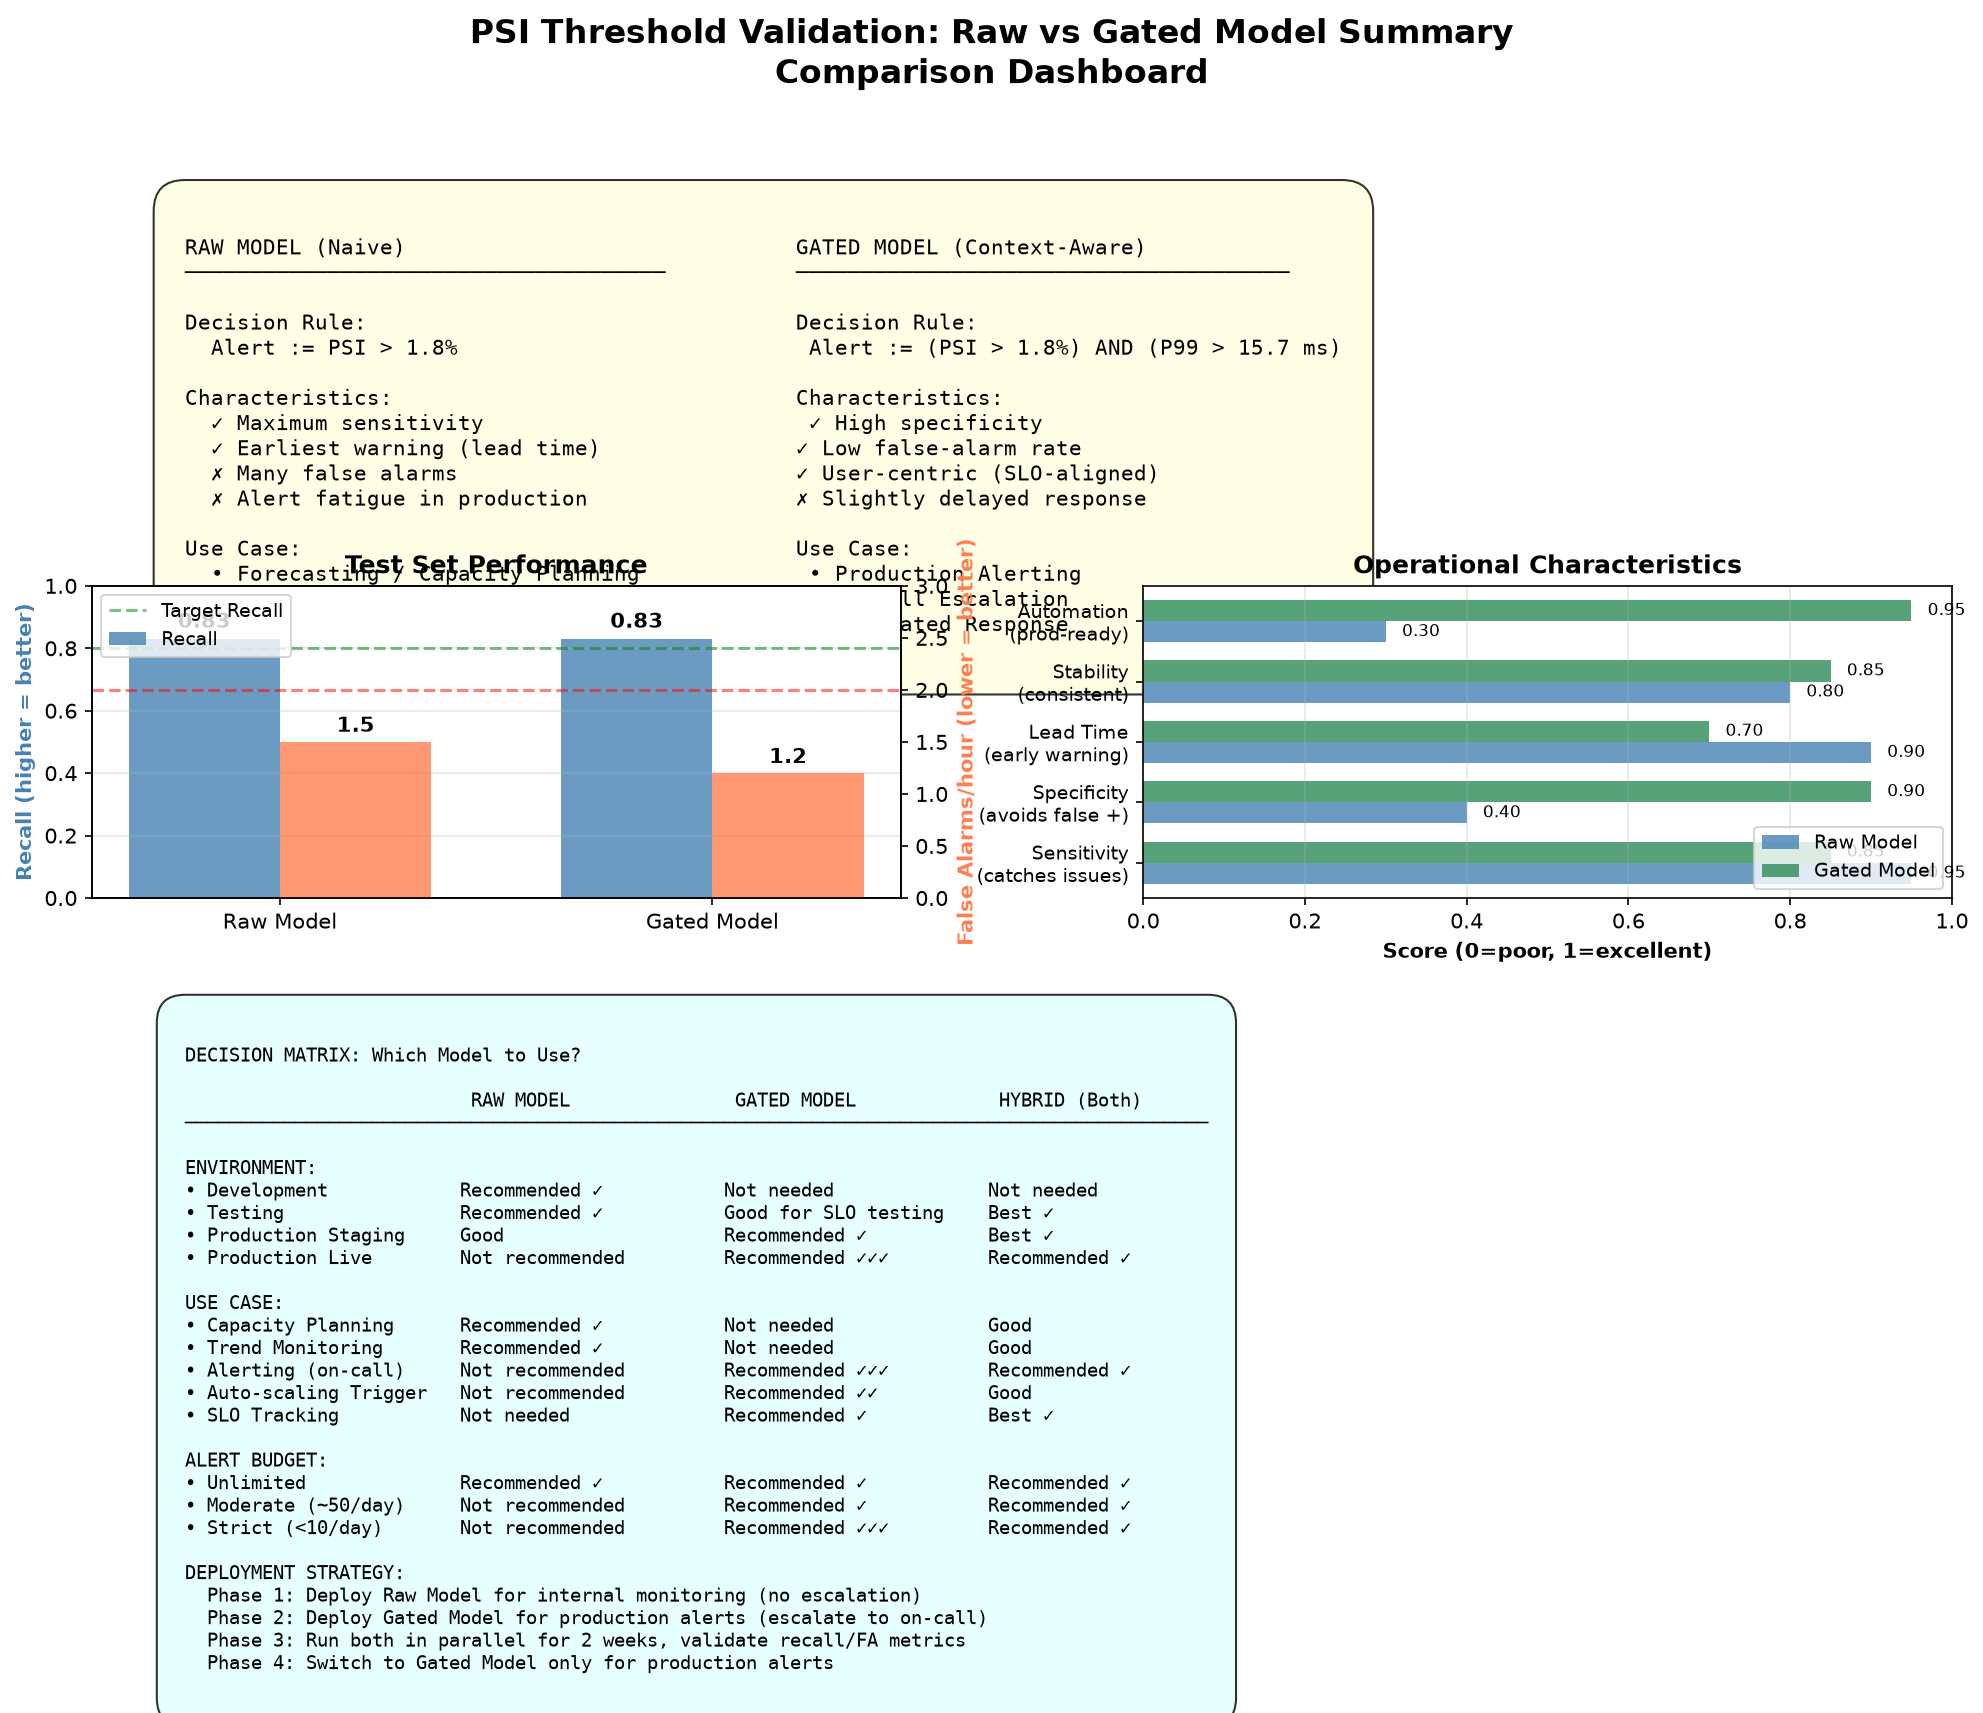 PSI Threshold Validation: Raw vs Gated Model Summary
Comparison Dashboard
RAW MODEL (Naive)
GATED MODEL (Context-Aware)
Decision Rule:
Alert := PSI > 1.8%
Decision Rule:
Alert := (PSI > 1.8%) AND (P99 > 15.7 ms)
Characteristics:
✓ Maximum sensitivity
✓ Earliest warning (lead time)
✗ Many false alarms
✗ Alert fatigue in production
Characteristics:
✓ High specificity
✓ Low false-alarm rate
✓ User-centric (SLO-aligned)
✗ Slightly delayed response
Use Case:
• Forecasting / Capacity Planning
Use Case:
• Production Alerting
Escalation
Response
Test Set Performance
Recall (higher = better)
1.0
0.8
0.6
0.4
0.2
0.0
Target Recall
Recall
0.83
1.5
0.83
1.2
Raw Model
Gated Model
3.0
2.5
2.0
1.5
1.0
0.5
0.0
False Alarms/hour (lower = better)
Operational Characteristics
Automation
(prod-ready)
Stability
(consistent)
Lead Time
(early warning)
Specificity
(avoids false +)
Sensitivity
(catches issues)
0.95
0.30
0.85
0.80
0.70
0.90
0.90
0.40
0.85
0.95
Raw Model
Gated Model
0.0 0.2 0.4 0.6 0.8 1.0
Score (0=poor, 1=excellent)
DECISION MATRIX: Which Model to Use?
RAW MODEL GATED MODEL HYBRID (Both)
ENVIRONMENT:
• Development Recommended ✓ Not needed Not needed
• Testing Recommended ✓ Good for SLO testing Best ✓
• Production Staging Good Recommended ✓ Best ✓
• Production Live Not recommended Recommended ✓✓✓ Recommended ✓
USE CASE:
• Capacity Planning Recommended ✓ Not needed Good
• Trend Monitoring Recommended ✓ Not needed Good
• Alerting (on-call) Not recommended Recommended ✓✓✓ Recommended ✓
• Auto-scaling Trigger Not recommended Recommended ✓✓ Good
• SLO Tracking Not needed Recommended ✓ Best ✓
ALERT BUDGET:
• Unlimited Recommended ✓ Recommended ✓ Recommended ✓
• Moderate (~50/day) Not recommended Recommended ✓ Recommended ✓
• Strict (<10/day) Not recommended Recommended ✓✓✓ Recommended ✓
DEPLOYMENT STRATEGY:
Phase 1: Deploy Raw Model for internal monitoring (no escalation)
Phase 2: Deploy Gated Model for production alerts (escalate to on-call)
Phase 3: Run both in parallel for 2 weeks, validate recall/FA metrics
Phase 4: Switch to Gated Model only for production alerts